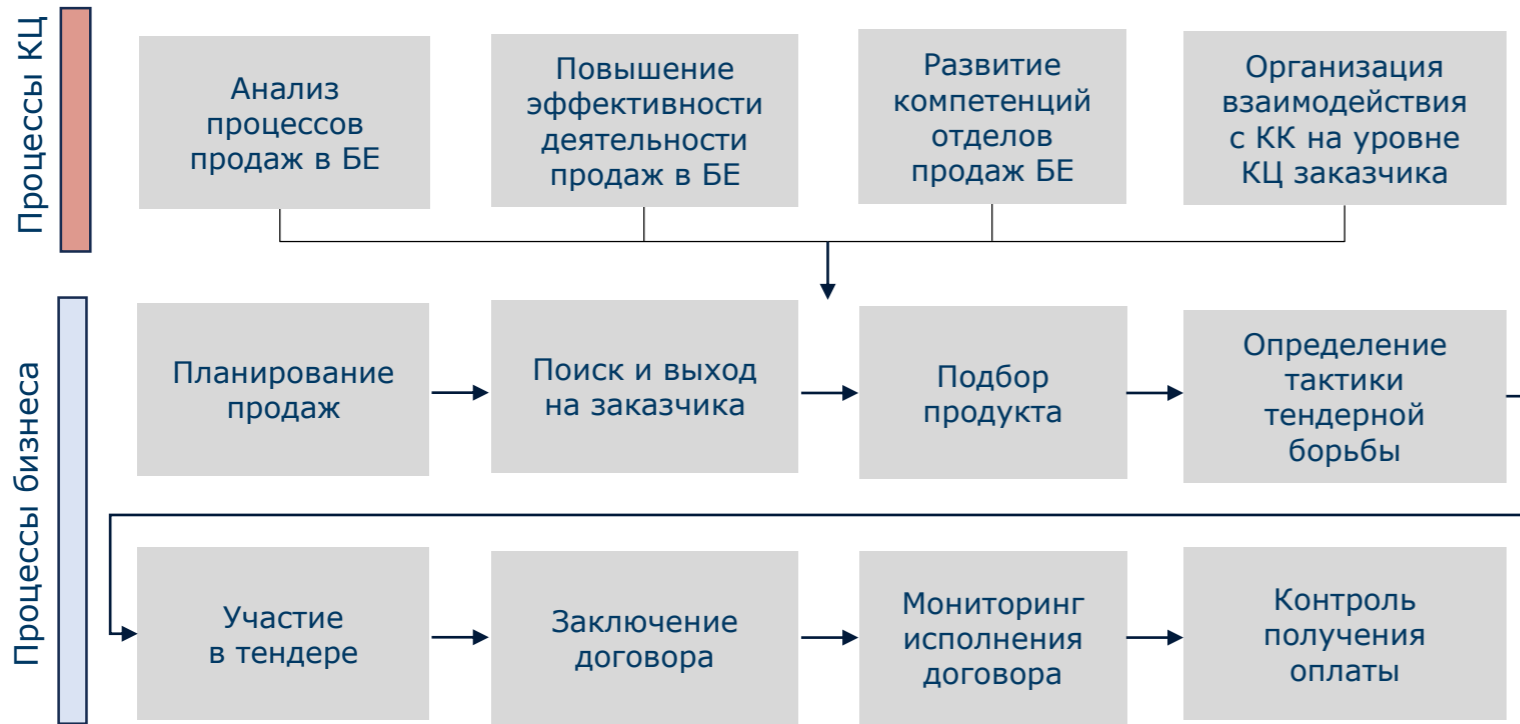 Процессы КЦ
Анализ
процессов
продаж в БЕ
Повышение
эффективности
деятельности
продаж в БЕ
Развитие
компетенций
отделов
продаж БЕ
Организация
взаимодействия
с КК на уровне
КЦ заказчика
Процессы бизнеса
Планирование
продаж
Поиск и выход
на заказчика
Подбор
продукта
Определение
тактики
тендерной
борьбы
Участие
в тендере
Заключение
договора
Мониторинг
исполнения
договора
Контроль
получения
оплаты